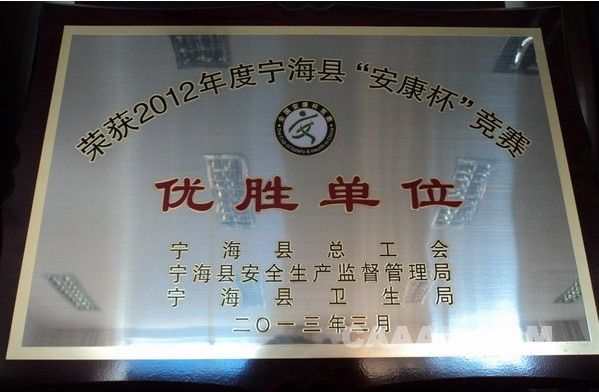 荣获2012年度宁海县“安康杯”竞赛
优胜单位
宁海县总工会
宁海县安全生产监督管理局
宁海县卫生局
二〇一三年三月